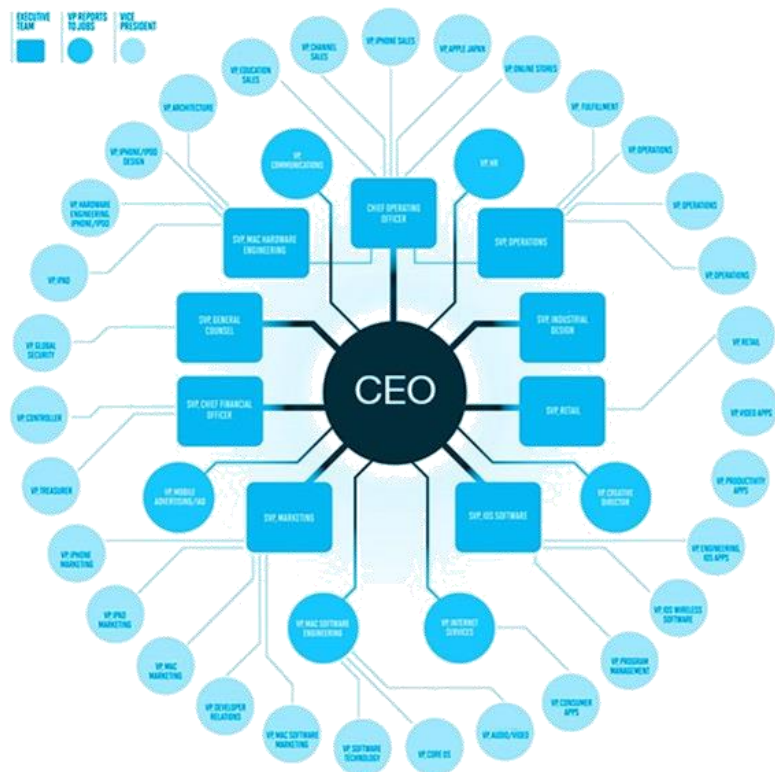 EXECUTIVE
TEAM
VP REPORTS
TO JOBS
VICE
PRESIDENT
VP, IPHONE SALES
VP, CHANNEL
SALES
VP, APPLE JAPAN
VP, EDUCATION
SALES
VP, ONLINE STORES
VP, ARCHITECTURE
VP, FULFILLMENT
VP, IPHONE/IPOD
DESIGN
VP,
COMMUNICATIONS
VP, HR
VP, OPERATIONS
VP, HARDWARE
ENGINEERING,
IPHONE/IPOD
CHIEF OPERATING
OFFICER
VP, OPERATIONS
SVP, MAC HARDWARE
ENGINEERING
SVP, OPERATIONS
VP, IPAD
VP, OPERATIONS
SVP, GENERAL
COUNSEL
SVP, INDUSTRIAL
DESIGN
VP, GLOBAL
SECURITY
VP, RETAIL
CEO
SVP, CHIEF FINANCIAL
OFFICER
SVP, RETAIL
VP, CONTROLLER
VP, VIDEO APPS
VP, TREASURER
VP, MOBILE
ADVERTISING/IAD
VP, CREATIVE
DIRECTOR
VP, PRODUCTIVITY
APPS
SVP, MARKETING
SVP, IOS SOFTWARE
VP, IPHONE
MARKETING
VP, ENGINEERING,
IOS APPS
VP, IPAD
MARKETING
VP, IOS WIRELESS
SOFTWARE
VP, MAC SOFTWARE
ENGINEERING
VP, INTERNET
SERVICES
VP, MAC
MARKETING
VP, PROGRAM
MANAGEMENT
VP, DEVELOPER
RELATIONS
VP, CONSUMER
APPS
VP, MAC SOFTWARE
MARKETING
VP, SOFTWARE
TECHNOLOGY
VP, CORE OS
VP, AUDIO/VIDEO